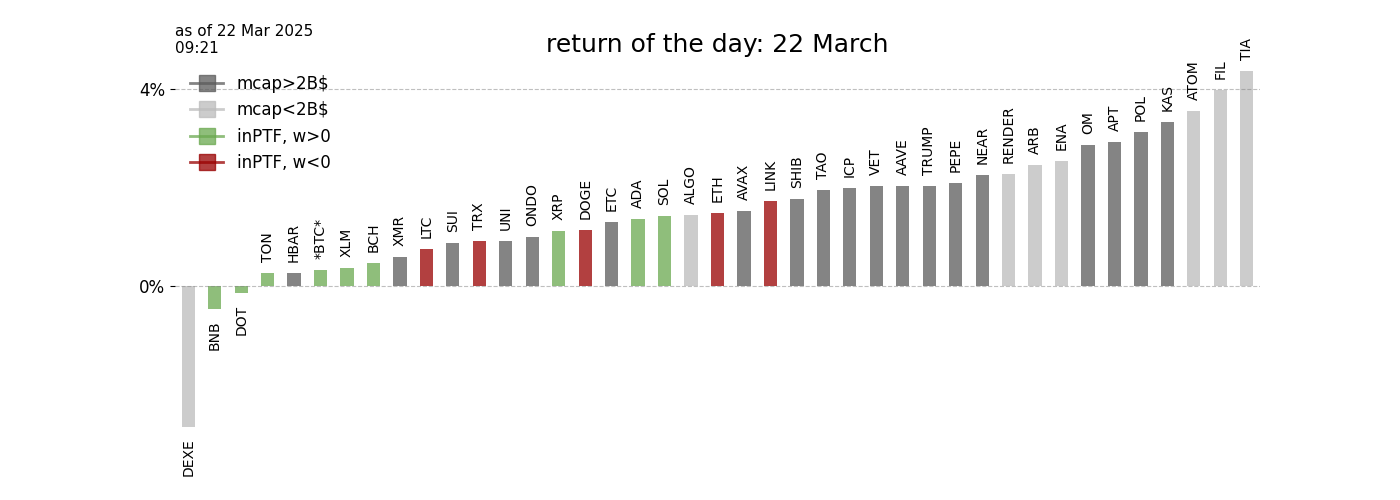 as of 22 Mar 2025
09:21
return of the day: 22 March
mcap>2B$
mcap<2B$
inPTF, w>0
inPTF, w<0
4%
0%
DEXE
BNB
DOT
TON
HBAR
*BTC*
XLM
BCH
XMR
LTC
SUI
TRX
UNI
ONDO
XRP
DOGE
ETC
ADA
SOL
ALGO
ETH
AVAX
LINK
SHIB
TAO
ICP
VET
AAVE
TRUMP
PEPE
NEAR
RENDER
ARB
ENA
OM
APT
POL
KAS
ATOM
FIL
TIA